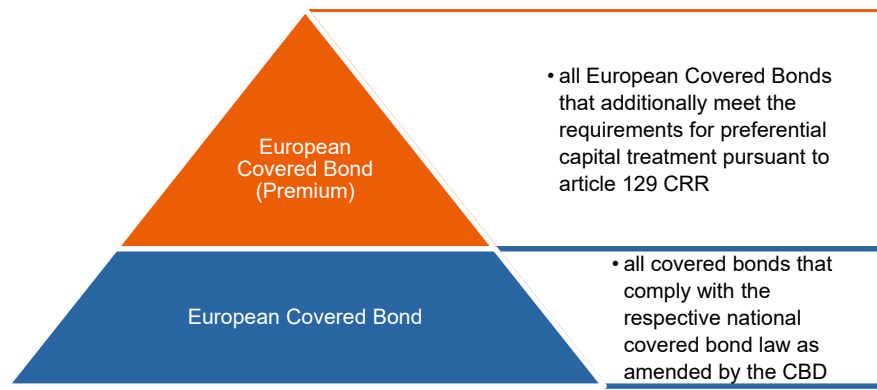 European
Covered Bond
(Premium)
• all European Covered Bonds
that additionally meet the
requirements for preferential
capital treatment pursuant to
article 129 CRR
European Covered Bond
• all covered bonds that
comply with the
respective national
covered bond law as
amended by the CBD